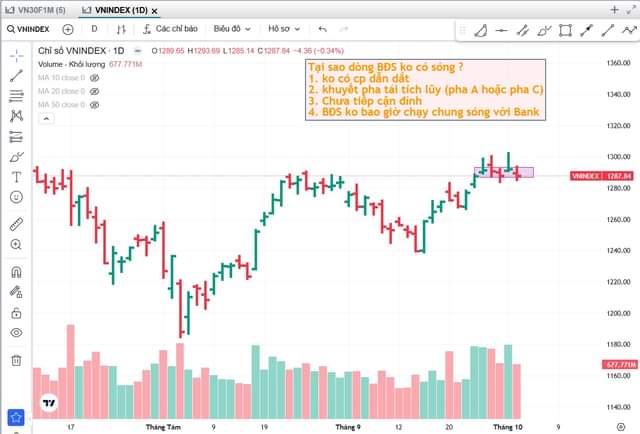 VN30F1M (5)
VNINDEX (1D)
VNINDEX
D
Các chỉ báo
Biểu đồ
Hồ sơ
Chỉ số VNINDEX · 1D
O1289.65 H1293.69 L1285.14 C1287.84 −4.36 (−0.34%)
Volume - Khối lượng 677.771M
MA 10 close 0
MA 20 close 0
MA 50 close 0
Tại sao dòng BĐS ko có sóng ?
1. ko có cp dẫn dắt
2. khuyết pha tái tích lũy (pha A hoặc pha C)
3. Chưa tiếp cận đỉnh
4. BĐS ko bao giờ chạy chung sóng với Bank
1360.00
1340.00
1320.00
1300.00
VNINDEX 1287.84
1280.00
1260.00
1240.00
1220.00
1200.00
1180.00
677.771M
1160.00
1140.00
17
Tháng Tám
9
19
Tháng 9
12
20
Tháng 10
9